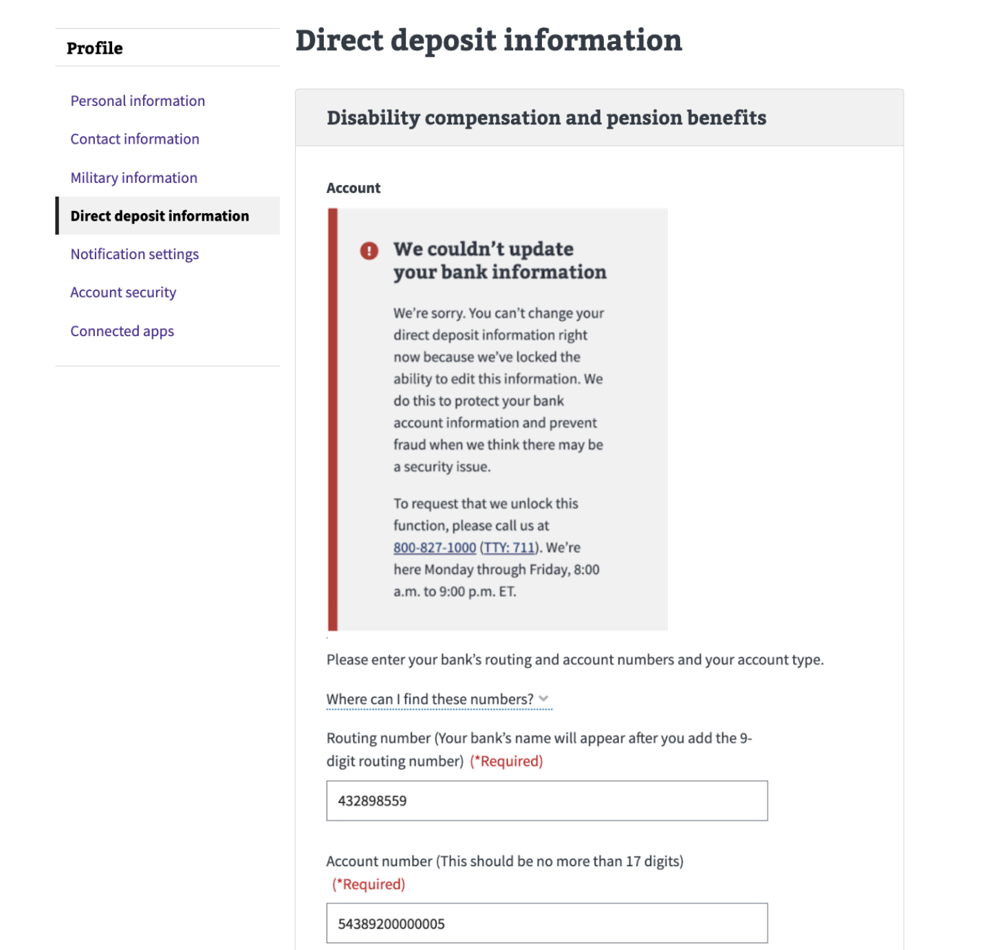 Profile
Personal information
Contact information
Military information
Direct deposit information
Notification settings
Account security
Connected apps
Direct deposit information
Disability compensation and pension benefits
Account
We couldn’t update
your bank information
We’re sorry. You can’t change your
direct deposit information right
now because we’ve locked the
ability to edit this information. We
do this to protect your bank
account information and prevent
fraud when we think there may be
a security issue.
To request that we unlock this
function, please call us at
800-827-1000 (TTY: 711). We’re
here Monday through Friday, 8:00
a.m. to 9:00 p.m. ET.
Please enter your bank’s routing and account numbers and your account type.
Where can I find these numbers?
Routing number (Your bank’s name will appear after you add the 9-
digit routing number) (*Required)
432898559
Account number (This should be no more than 17 digits)
(*Required)
54389200000005